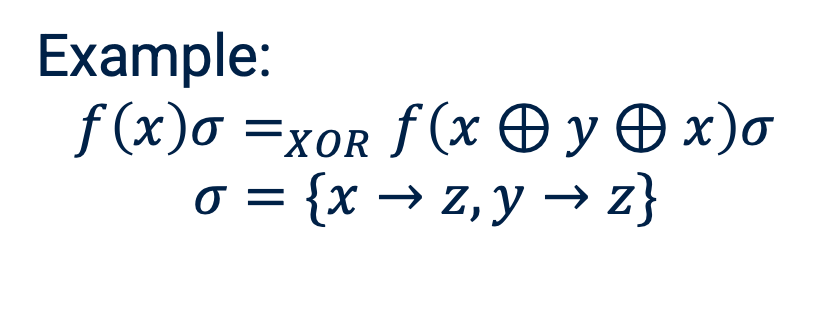 Example:
f(x)σ =XOR f(x ⊕ y ⊕ x)σ
σ = {x → z, y → z}